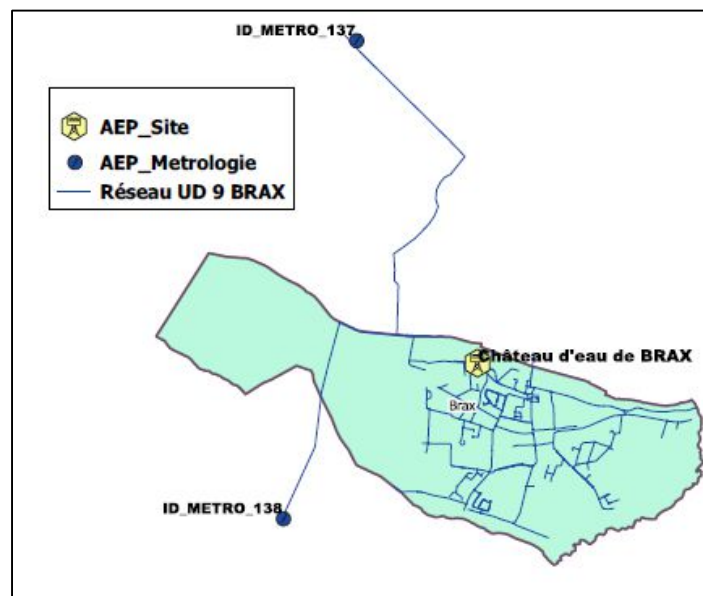 ID_METRO_137
AEP_Site
AEP_Metrologie
Réseau UD 9 BRAX
Château d'eau de BRAX
Brax
ID_METRO_138